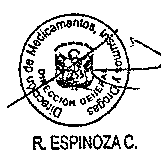 Dirección de Medicamentos, Insumos y Drogas
DIRECCIÓN GENERAL
R. ESPINOZA C.